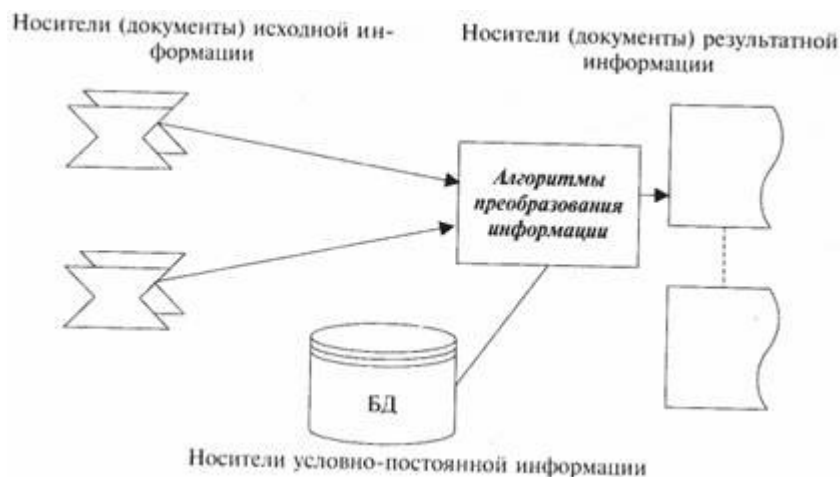 Носители (документы) исходной ин-
формации
Носители (документы) результатной
информации
Алгоритмы
преобразования
информации
БД
Носители условно-постоянной информации